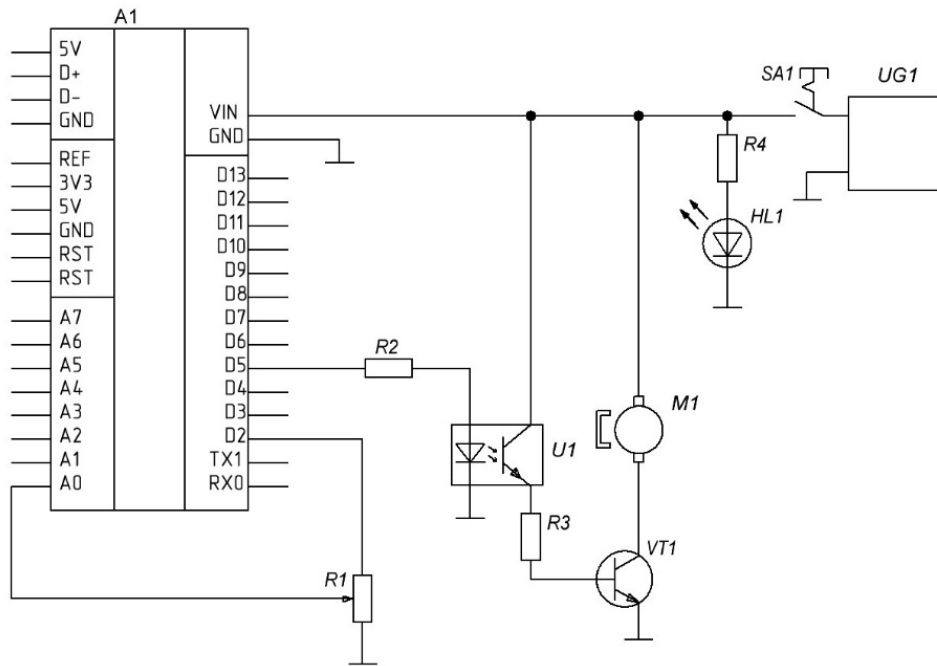 A1
5V
D+
D-
GND
REF
3V3
5V
GND
RST
RST
A7
A6
A5
A4
A3
A2
A1
A0
VIN
GND
D13
D12
D11
D10
D9
D8
D7
D6
D5
D4
D3
D2
TX1
RX0
SA1
UG1
R4
HL1
R2
M1
U1
R3
VT1
R1